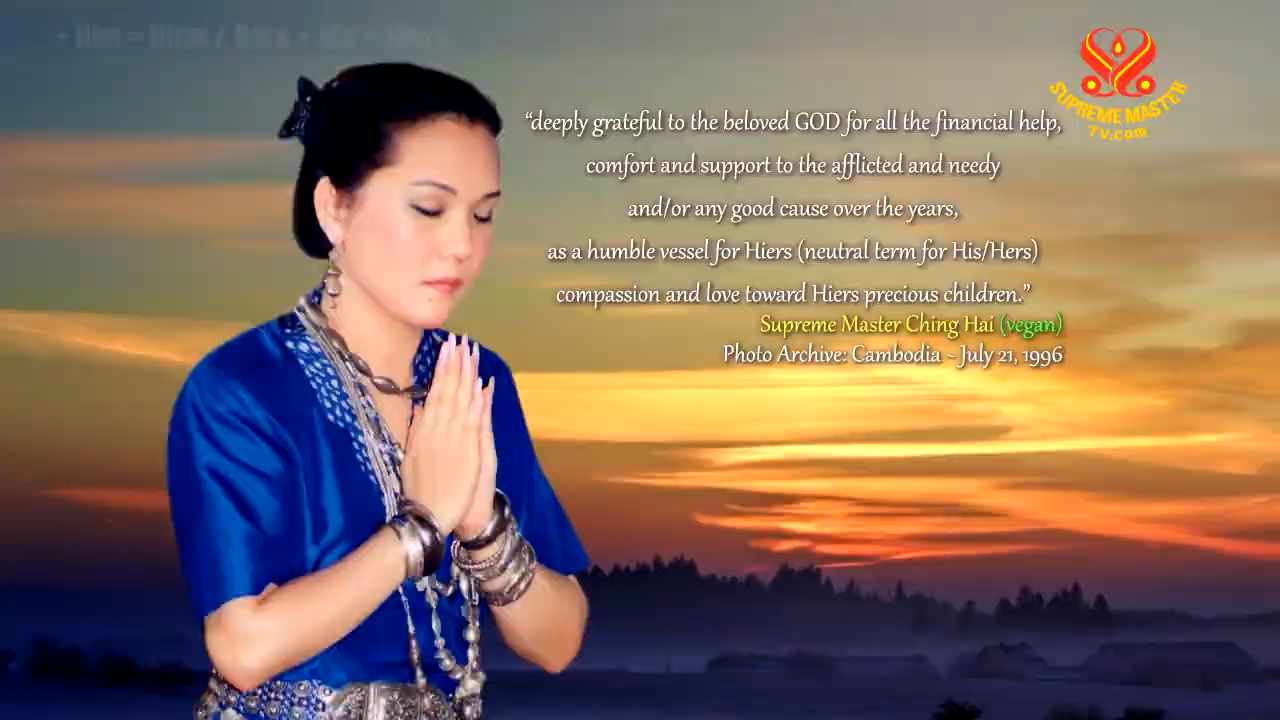 SUPREME MASTER
TV.com
“deeply grateful to the beloved GOD for all the financial help,
comfort and support to the afflicted and needy
and/or any good cause over the years,
as a humble vessel for Hiers (neutral term for His/Hers)
compassion and love toward Hiers precious children.”
Supreme Master Ching Hai (vegan)
Photo Archive: Cambodia ~ July 21, 1996